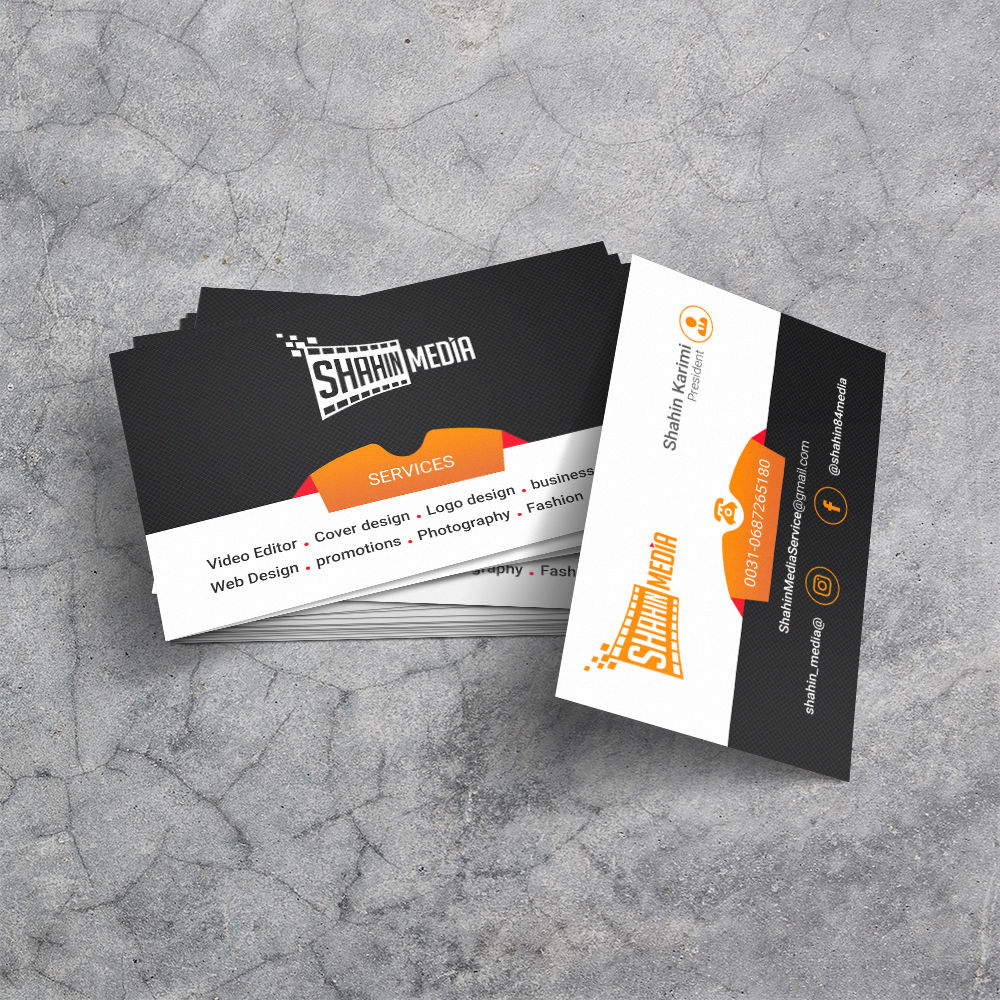 SHAHIN MEDIA
SERVICES
Video Editor • Cover design • Logo design • business
Web Design • promotions • Photography • Fashion
graphy • Fash
Shahin Karimi
President
SHAHIN MEDIA
0031-0687265180
ShahinMediaService@gmail.com
@shahin84media
shahin_media@